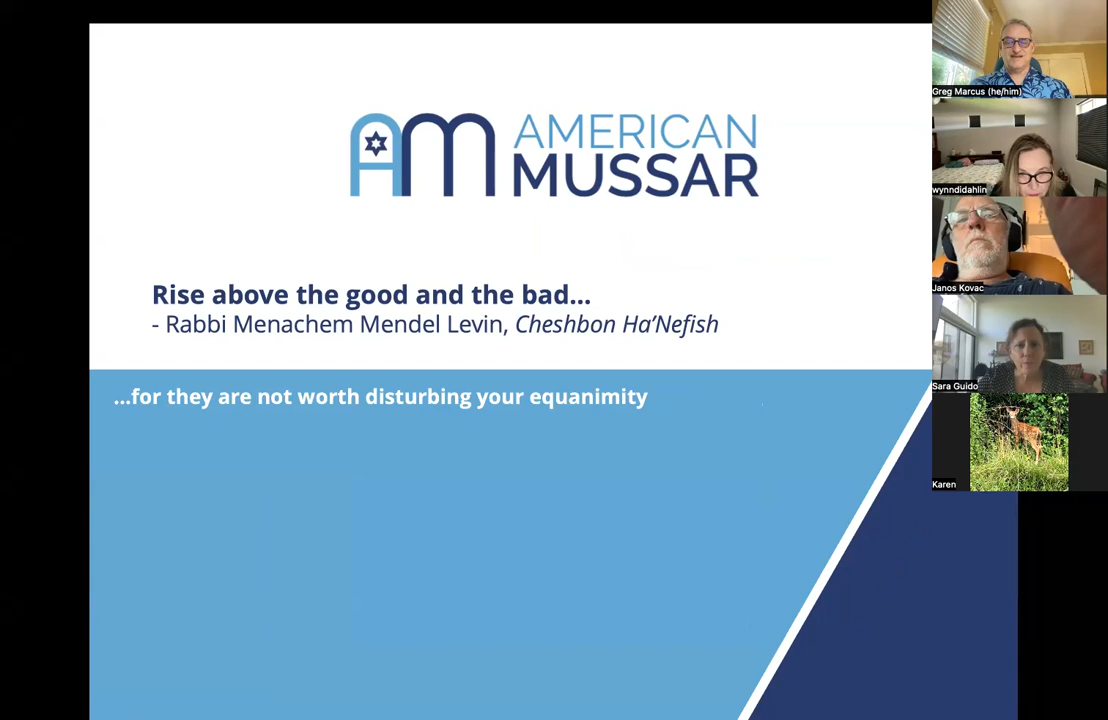 AMERICAN
MUSSAR
Rise above the good and the bad...
- Rabbi Menachem Mendel Levin, Cheshbon Ha’Nefish
...for they are not worth disturbing your equanimity
Greg Marcus (he/him)
wynndidahlin
Janos Kovac
Sara Guido
Karen